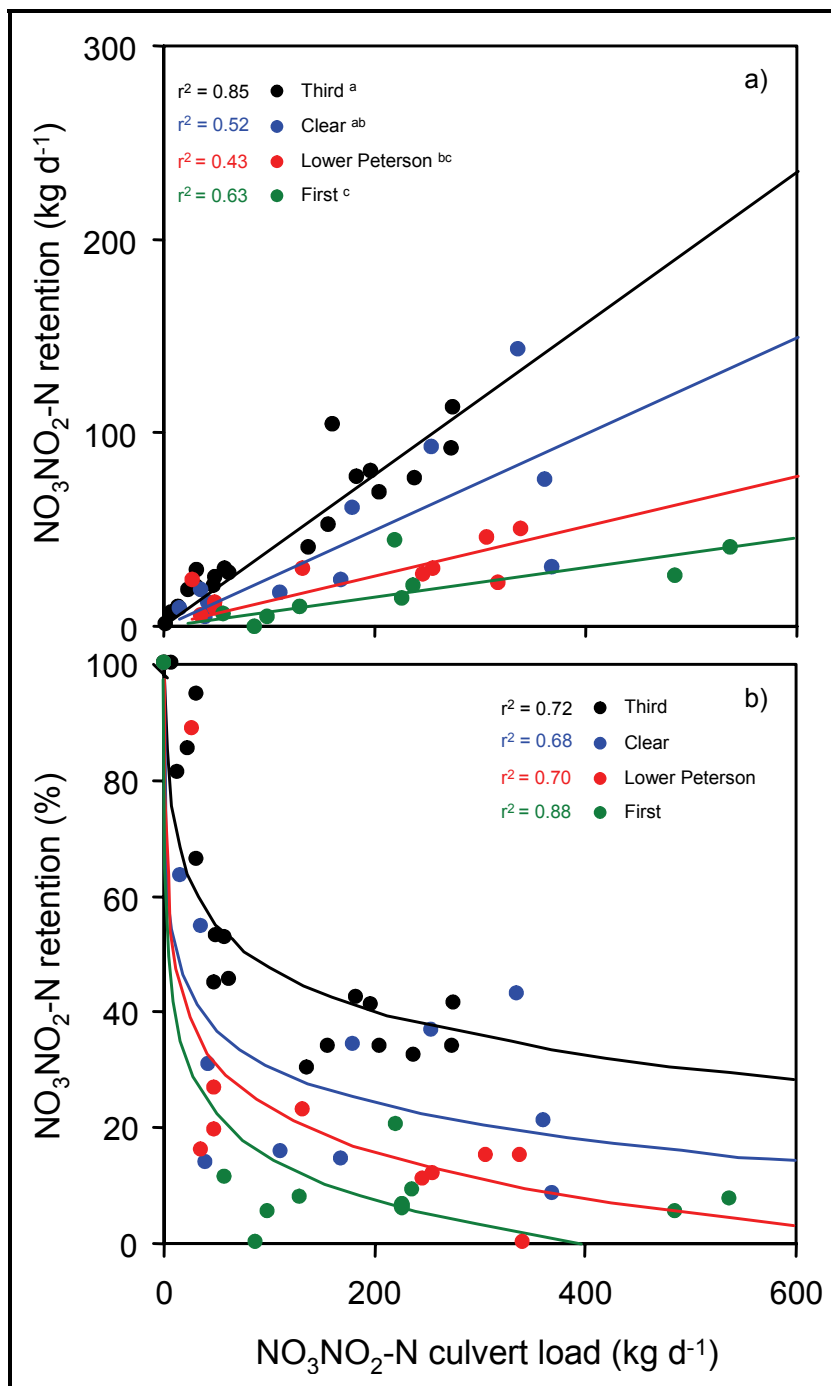 300
200
100
0
NO₃NO₂-N retention (kg d⁻¹)
a)
r² = 0.85 Third ᵃ
r² = 0.52 Clear ᵃᵇ
r² = 0.43 Lower Peterson ᵇᶜ
r² = 0.63 First ᶜ
100
80
60
40
20
0
NO₃NO₂-N retention (%)
b)
r² = 0.72 Third
r² = 0.68 Clear
r² = 0.70 Lower Peterson
r² = 0.88 First
0 200 400 600
NO₃NO₂-N culvert load (kg d⁻¹)